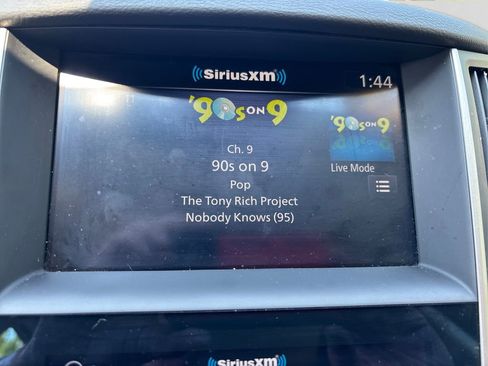 SiriusXM
1:44
'90s ON 9
'90s ON 9
Ch. 9
90s on 9
Live Mode
Pop
The Tony Rich Project
Nobody Knows (95)
SiriusXM